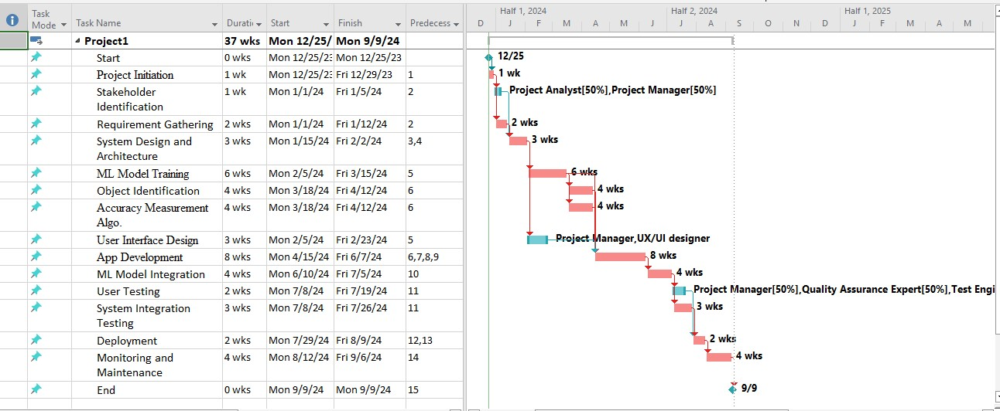 Half 1, 2024 Half 2, 2024 Half 1, 2025
Task Mode Task Name Durati Start Finish Predecess D J F M A M J J A S O N D J F M A M
Project1 37 wks Mon 12/25/ Mon 9/9/24
Start 0 wks Mon 12/25/23 Mon 12/25/23 12/25
Project Initiation 1 wk Mon 12/25/23 Fri 12/29/23 1 1 wk
Stakeholder Identification 1 wk Mon 1/1/24 Fri 1/5/24 2 Project Analyst[50%],Project Manager[50%]
Requirement Gathering 2 wks Mon 1/1/24 Fri 1/12/24 2 2 wks
System Design and Architecture 3 wks Mon 1/15/24 Fri 2/2/24 3,4 3 wks
ML Model Training 6 wks Mon 2/5/24 Fri 3/15/24 5 6 wks
Object Identification 4 wks Mon 3/18/24 Fri 4/12/24 6 4 wks
Accuracy Measurement Algo. 4 wks Mon 3/18/24 Fri 4/12/24 6 4 wks
User Interface Design 3 wks Mon 2/5/24 Fri 2/23/24 5 Project Manager,UX/UI designer
App Development 8 wks Mon 4/15/24 Fri 6/7/24 6,7,8,9 8 wks
ML Model Integration 4 wks Mon 6/10/24 Fri 7/5/24 10 4 wks
User Testing 2 wks Mon 7/8/24 Fri 7/19/24 11 Project Manager[50%],Quality Assurance Expert[50%],Test Engi
System Integration Testing 3 wks Mon 7/8/24 Fri 7/26/24 11 3 wks
Deployment 2 wks Mon 7/29/24 Fri 8/9/24 12,13 2 wks
Monitoring and Maintenance 4 wks Mon 8/12/24 Fri 9/6/24 14 4 wks
End 0 wks Mon 9/9/24 Mon 9/9/24 15 9/9